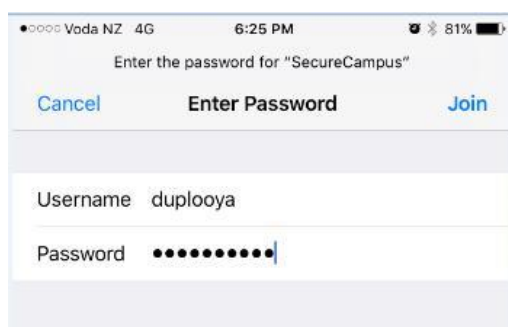 ●○○○○ Voda NZ 4G 6:25 PM 81%
Enter the password for "SecureCampus"
Cancel Enter Password Join
Username duplooya
Password ●●●●●●●●●●